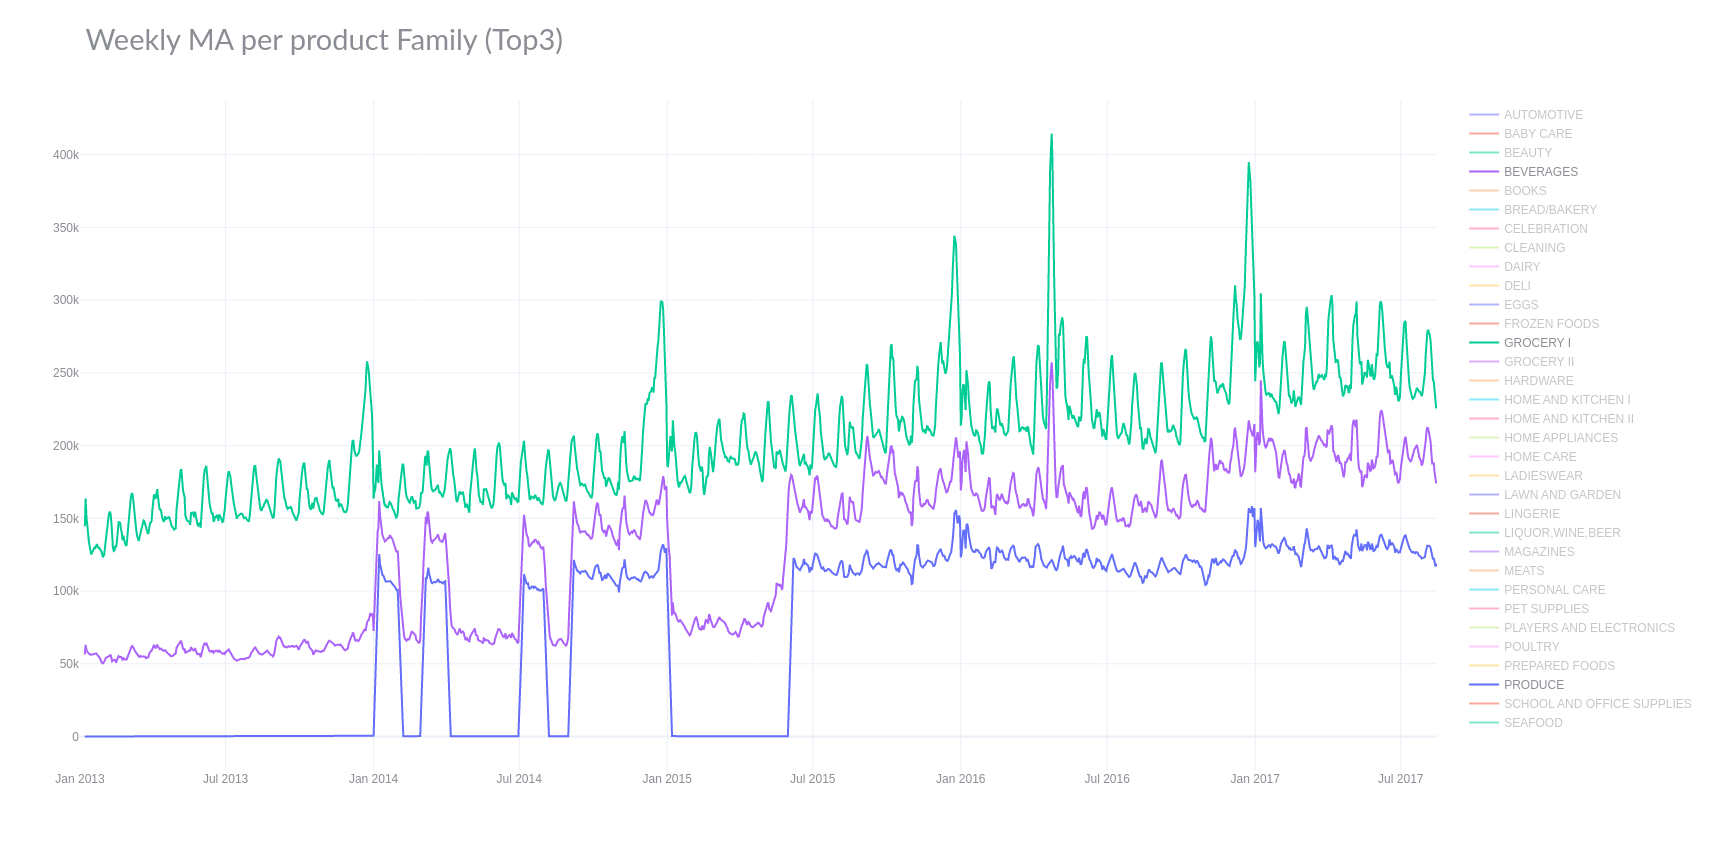 Weekly MA per product Family (Top3)
400k
350k
300k
250k
200k
150k
100k
50k
0
Jan 2013 Jul 2013 Jan 2014 Jul 2014 Jan 2015 Jul 2015 Jan 2016 Jul 2016 Jan 2017 Jul 2017
AUTOMOTIVE
BABY CARE
BEAUTY
BEVERAGES
BOOKS
BREAD/BAKERY
CELEBRATION
CLEANING
DAIRY
DELI
EGGS
FROZEN FOODS
GROCERY I
GROCERY II
HARDWARE
HOME AND KITCHEN I
HOME AND KITCHEN II
HOME APPLIANCES
HOME CARE
LADIESWEAR
LAWN AND GARDEN
LINGERIE
LIQUOR,WINE,BEER
MAGAZINES
MEATS
PERSONAL CARE
PET SUPPLIES
PLAYERS AND ELECTRONICS
POULTRY
PREPARED FOODS
PRODUCE
SCHOOL AND OFFICE SUPPLIES
SEAFOOD